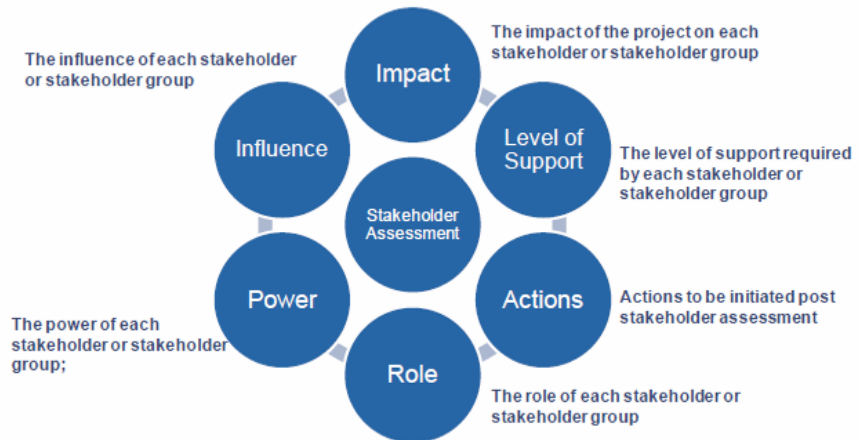 The impact of the project on each
stakeholder or stakeholder group
Impact
The influence of each stakeholder
or stakeholder group
Influence
Level of
Support
The level of support required
by each stakeholder or
stakeholder group
Stakeholder
Assessment
Power
The power of each
stakeholder or stakeholder
group;
Actions
Actions to be initiated post
stakeholder assessment
Role
The role of each stakeholder or
stakeholder group